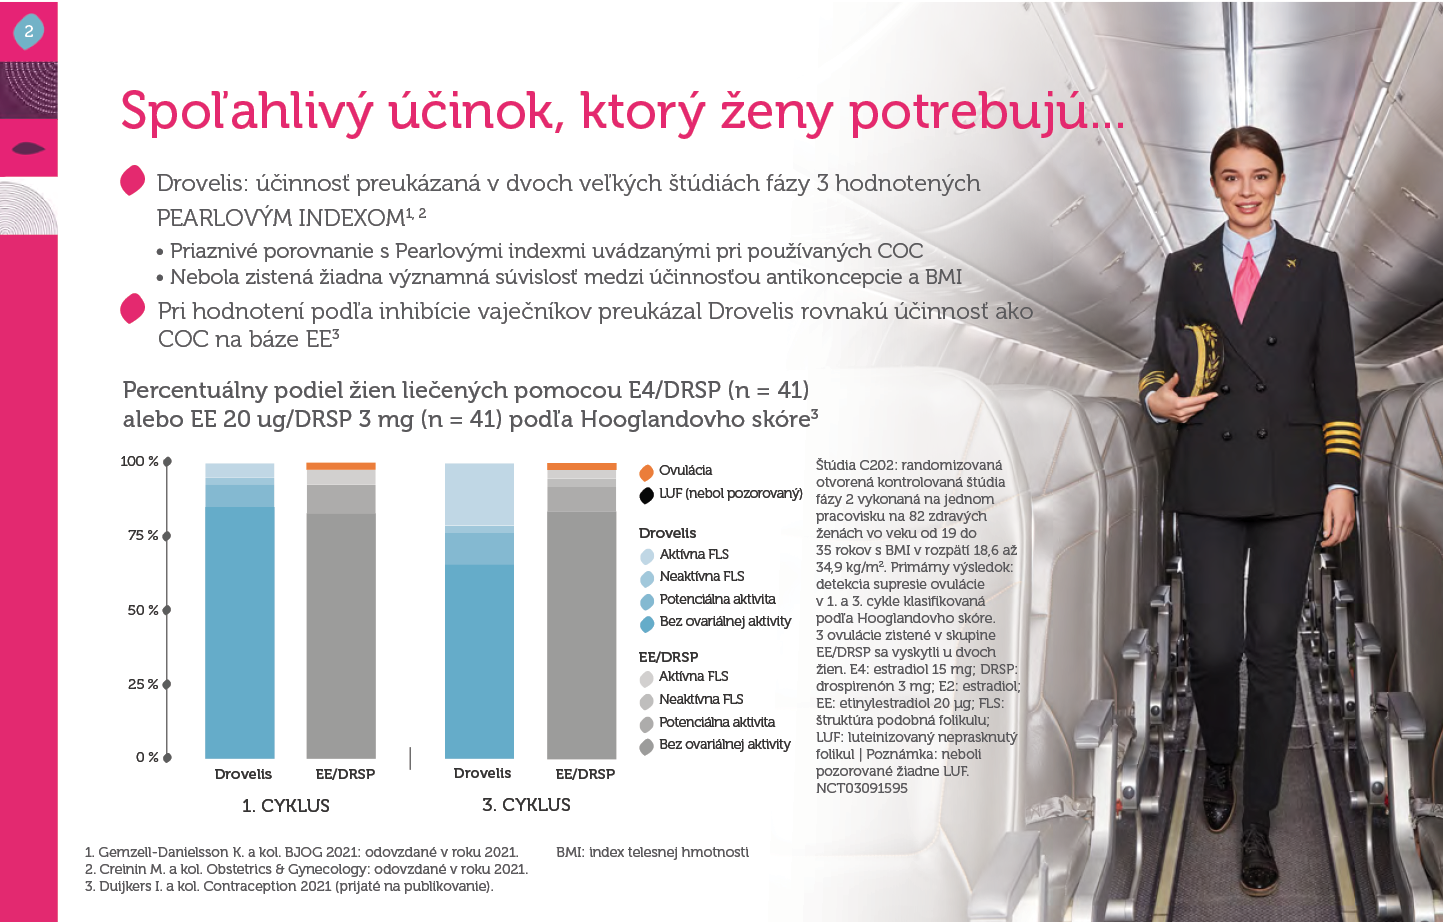 2
Spoľahlivý účinok, ktorý ženy potrebujú...
Drovelis: účinnosť preukázaná v dvoch veľkých štúdiách fázy 3 hodnotených
PEARLOVÝM INDEXOM1, 2
• Priaznivé porovnanie s Pearlovými indexmi uvádzanými pri používaných COC
• Nebola zistená žiadna významná súvislosť medzi účinnosťou antikoncepcie a BMI
Pri hodnotení podľa inhibície vaječníkov preukázal Drovelis rovnakú účinnosť ako
COC na báze EE3
Percentuálny podiel žien liečených pomocou E4/DRSP (n = 41)
alebo EE 20 ug/DRSP 3 mg (n = 41) podľa Hooglandovho skóre3
100 %
75 %
50 %
25 %
0 %
Drovelis
EE/DRSP
Drovelis
EE/DRSP
1. CYKLUS
3. CYKLUS
Ovulácia
LUF (nebol pozorovaný)
Drovelis
Aktívna FLS
Neaktívna FLS
Potenciálna aktivita
Bez ovariálnej aktivity
EE/DRSP
Aktívna FLS
Neaktívna FLS
Potenciálna aktivita
Bez ovariálnej aktivity
Štúdia C202: randomizovaná
otvorená kontrolovaná štúdia
fázy 2 vykonaná na jednom
pracovisku na 82 zdravých
ženách vo veku od 19 do
35 rokov s BMI v rozpätí 18,6 až
34,9 kg/m2. Primárny výsledok:
detekcia supresie ovulácie
v 1. a 3. cykle klasifikovaná
podľa Hooglandovho skóre.
3 ovulácie zistené v skupine
EE/DRSP sa vyskytli u dvoch
žien. E4: estradiol 15 mg; DRSP:
drospirenón 3 mg; E2: estradiol;
EE: etinylestradiol 20 µg; FLS:
štruktúra podobná folikulu;
LUF: luteinizovaný neprasknutý
folikul | Poznámka: neboli
pozorované žiadne LUF.
NCT03091595
1. Gemzell-Danielsson K. a kol. BJOG 2021: odovzdané v roku 2021.
2. Creinin M. a kol. Obstetrics & Gynecology: odovzdané v roku 2021.
3. Duijkers I. a kol. Contraception 2021 (prijaté na publikovanie).
BMI: index telesnej hmotnosti